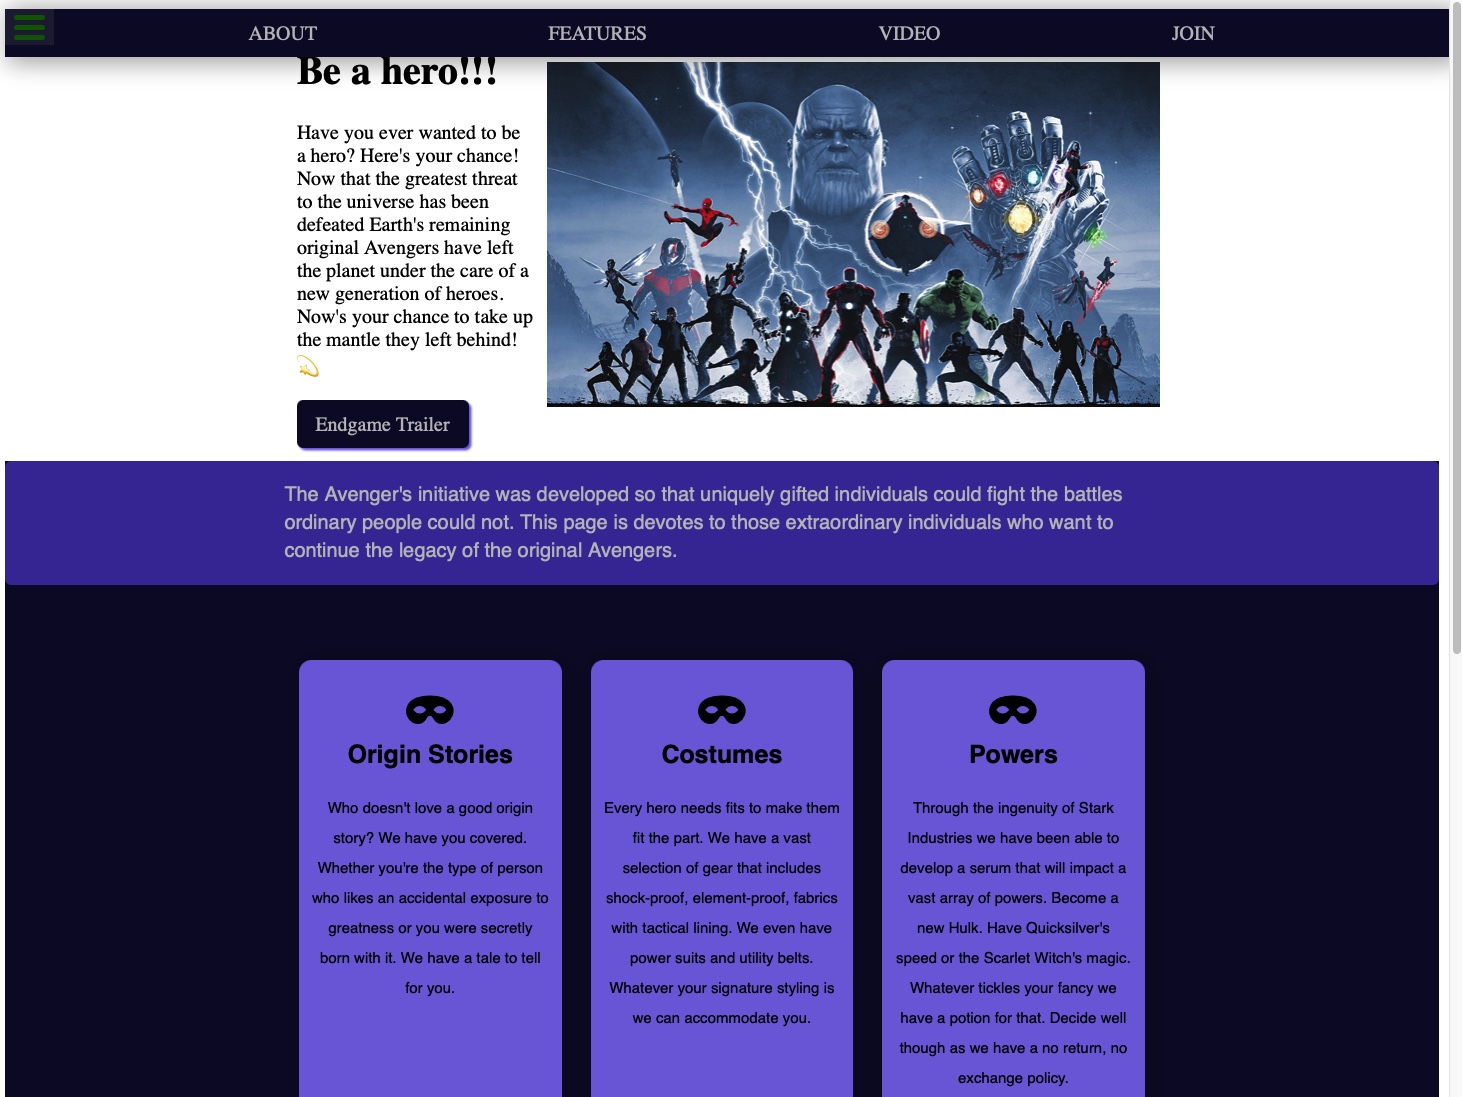 ABOUT FEATURES VIDEO JOIN
Be a hero!!!
Have you ever wanted to be
a hero? Here's your chance!
Now that the greatest threat
to the universe has been
defeated Earth's remaining
original Avengers have left
the planet under the care of a
new generation of heroes.
Now's your chance to take up
the mantle they left behind!
💫
Endgame Trailer
The Avenger's initiative was developed so that uniquely gifted individuals could fight the battles
ordinary people could not. This page is devotes to those extraordinary individuals who want to
continue the legacy of the original Avengers.
Origin Stories
Who doesn't love a good origin
story? We have you covered.
Whether you're the type of person
who likes an accidental exposure to
greatness or you were secretly
born with it. We have a tale to tell
for you.
Costumes
Every hero needs fits to make them
fit the part. We have a vast
selection of gear that includes
shock-proof, element-proof, fabrics
with tactical lining. We even have
power suits and utility belts.
Whatever your signature styling is
we can accommodate you.
Powers
Through the ingenuity of Stark
Industries we have been able to
develop a serum that will impact a
vast array of powers. Become a
new Hulk. Have Quicksilver's
speed or the Scarlet Witch's magic.
Whatever tickles your fancy we
have a potion for that. Decide well
though as we have a no return, no
exchange policy.